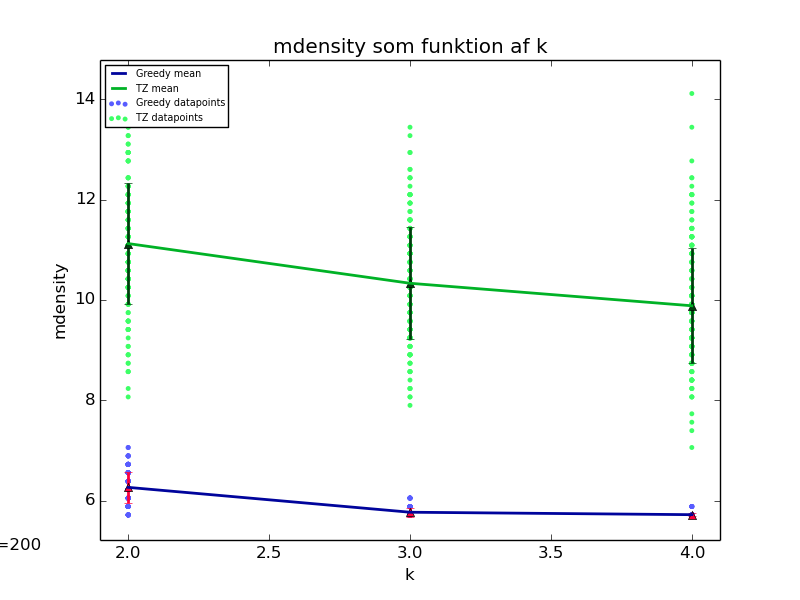 mdensity som funktion af k
Greedy mean
TZ mean
Greedy datapoints
TZ datapoints
14
12
10
8
6
mdensity
=200
2.0 2.5 3.0 3.5 4.0
k